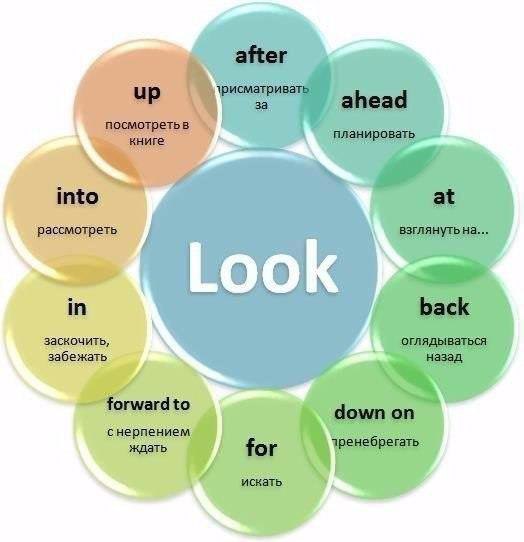 Look
after
присматривать
за
ahead
планировать
at
взглянуть на...
back
оглядываться
назад
down on
пренебрегать
for
искать
forward to
с нерпением
ждать
in
заскочить,
забежать
into
рассмотреть
up
посмотреть в
книге